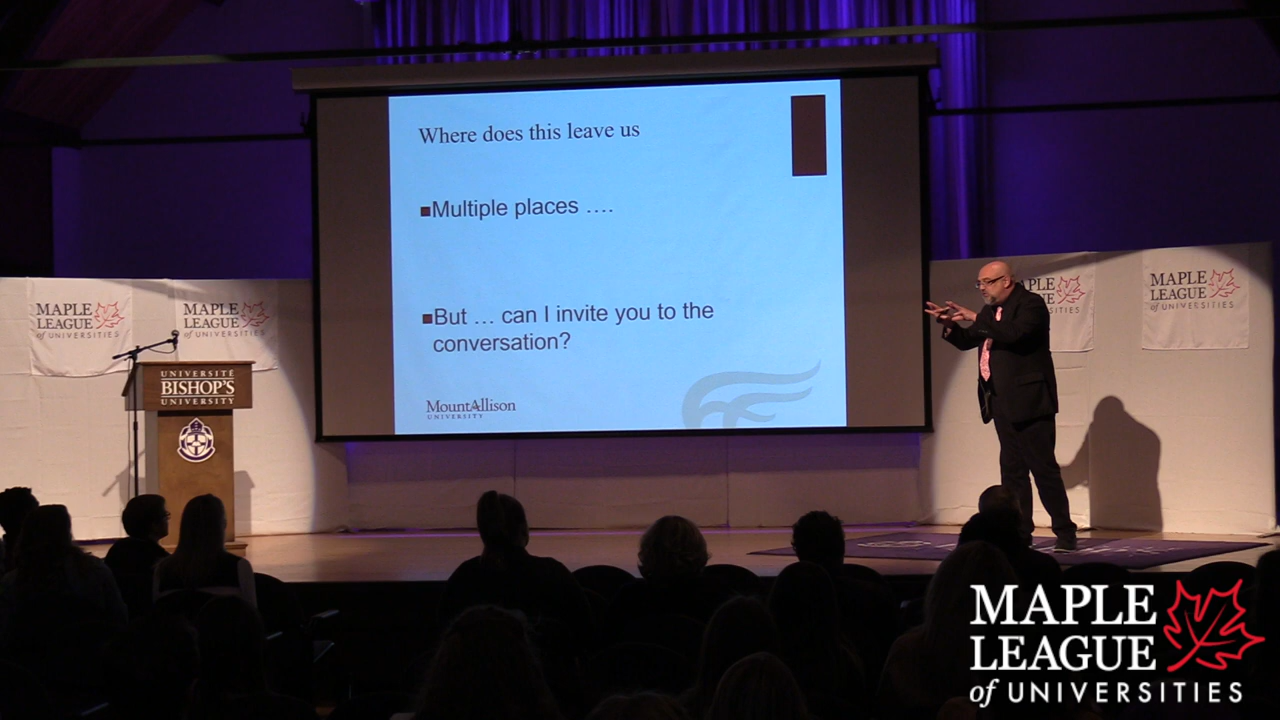 Where does this leave us
■Multiple places ....
■But ... can I invite you to the
conversation?
MountAllison
UNIVERSITY
MAPLE
LEAGUE
of UNIVERSITIES
MAPLE
LEAGUE
of UNIVERSITIES
UNIVERSITÉ
BISHOP'S
UNIVERSITY
APLE
MAPLE
LEAGUE
of UNIVERSITIES
MAPLE
LEAGUE
of UNIVERSITIES